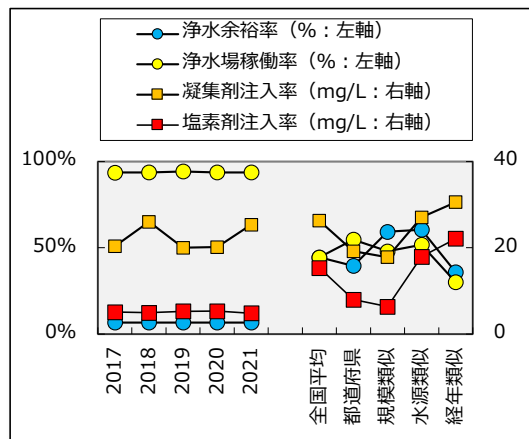 浄水余裕率（%：左軸）
浄水場稼働率（%：左軸）
凝集剤注入率（mg/L：右軸）
塩素剤注入率（mg/L：右軸）
100%
50%
0%
40
20
0
2017
2018
2019
2020
2021
全国平均
都道府県
規模類似
水源類似
経年類似